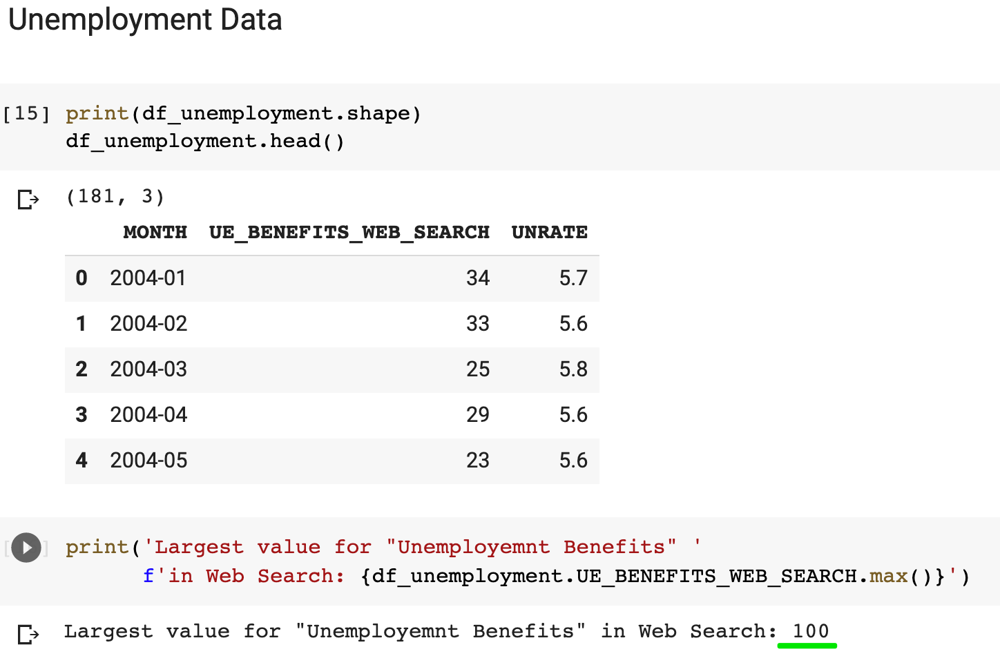 Unemployment Data
[15] print(df_unemployment.shape)
df_unemployment.head()
(181, 3)
MONTH UE_BENEFITS_WEB_SEARCH UNRATE
0 2004-01 34 5.7
1 2004-02 33 5.6
2 2004-03 25 5.8
3 2004-04 29 5.6
4 2004-05 23 5.6
[ ] print('Largest value for "Unemployemnt Benefits" '
f'in Web Search: {df_unemployment.UE_BENEFITS_WEB_SEARCH.max()}')
Largest value for "Unemployemnt Benefits" in Web Search: 100